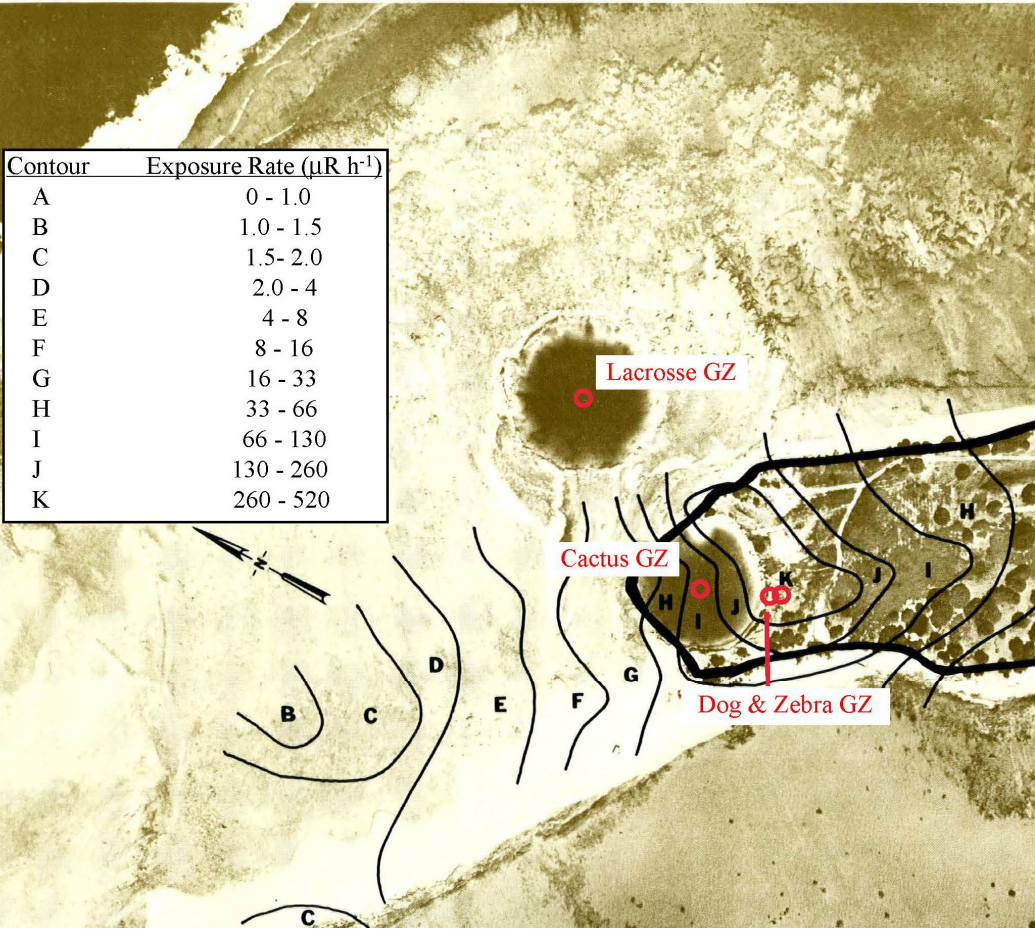 Contour Exposure Rate (μR h⁻¹)
A 0 - 1.0
B 1.0 - 1.5
C 1.5- 2.0
D 2.0 - 4
E 4 - 8
F 8 - 16
G 16 - 33
H 33 - 66
I 66 - 130
J 130 - 260
K 260 - 520
Lacrosse GZ
H
Cactus GZ
N
K
J
I
H
J
I
D
G
F
E
B
C
Dog & Zebra GZ
C